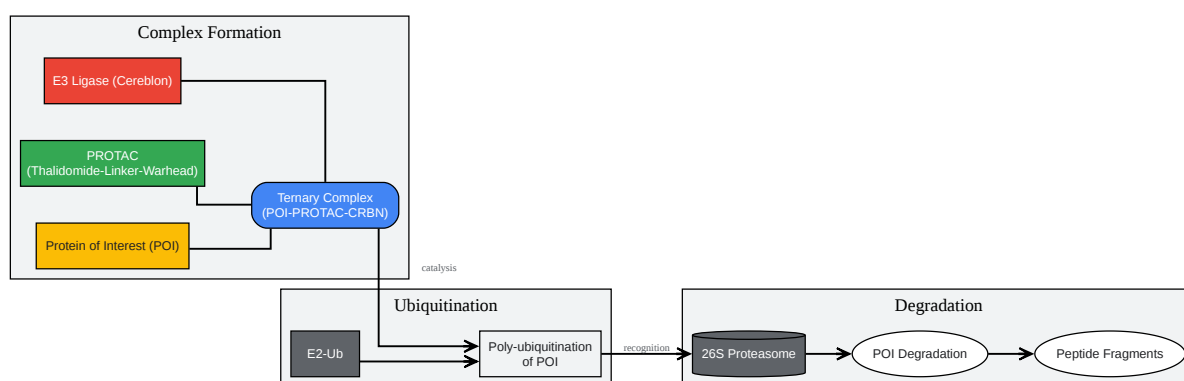 Complex Formation
E3 Ligase (Cereblon)
PROTAC
(Thalidomide-Linker-Warhead)
Ternary Complex
(POI-PROTAC-CRBN)
Protein of Interest (POI)
catalysis
Ubiquitination
Degradation
E2-Ub
Poly-ubiquitination
of POI
recognition
26S Proteasome
POI Degradation
Peptide Fragments